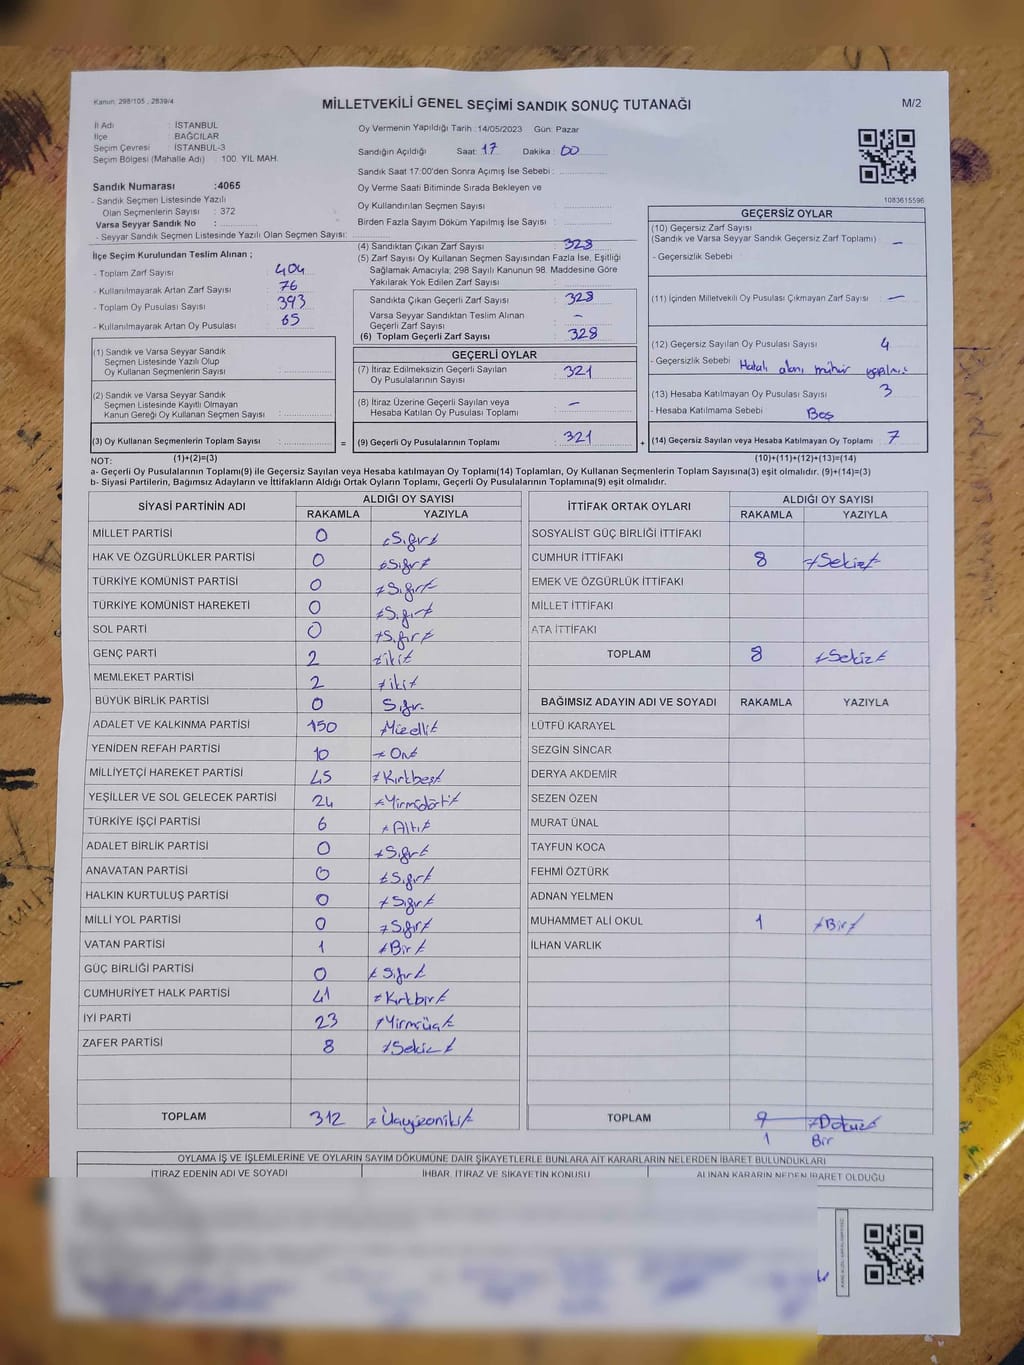 Kanun, 298/105, 2839/4
MİLLETVEKİLİ GENEL SEÇİMİ SANDIK SONUÇ TUTANAĞI
M/2
İl Adı : İSTANBUL
İlçe : BAĞCILAR
Seçim Çevresi : İSTANBUL-3
Seçim Bölgesi (Mahalle Adı) : 100. YIL MAH.
Sandık Numarası :4065
- Sandık Seçmen Listesinde Yazılı
Olan Seçmenlerin Sayısı : 372
Varsa Seyyar Sandık No :
- Seyyar Sandık Seçmen Listesinde Yazılı Olan Seçmen Sayısı:
İlçe Seçim Kurulundan Teslim Alınan ;
- Toplam Zarf Sayısı 404
- Kullanılmayarak Artan Zarf Sayısı 76
- Toplam Oy Pusulası Sayısı 393
- Kullanılmayarak Artan Oy Pusulası 65
(1) Sandık ve Varsa Seyyar Sandık
Seçmen Listesinde Yazılı Olup
Oy Kullanan Seçmenlerin Sayısı :
(2) Sandık ve Varsa Seyyar Sandık
Seçmen Listesinde Kayıtlı Olmayan
Kanun Gereği Oy Kullanan Seçmen Sayısı :
(3) Oy Kullanan Seçmenlerin Toplam Sayısı : =
(1)+(2)=(3)
Oy Vermenin Yapıldığı Tarih :14/05/2023 Gün: Pazar
Sandığın Açıldığı Saat: 17 Dakika : 00
Sandık Saat 17:00'den Sonra Açımış İse Sebebi :
Oy Verme Saati Bitiminde Sırada Bekleyen ve
Oy Kullandırılan Seçmen Sayısı :
Birden Fazla Sayım Döküm Yapılmış İse Sayısı :
(4) Sandıktan Çıkan Zarf Sayısı 328
(5) Zarf Sayısı Oy Kullanan Seçmen Sayısından Fazla İse, Eşitliği
Sağlamak Amacıyla; 298 Sayılı Kanunun 98. Maddesine Göre
Yakılarak Yok Edilen Zarf Sayısı :
Sandıkta Çıkan Geçerli Zarf Sayısı : 328
Varsa Seyyar Sandıktan Teslim Alınan
Geçerli Zarf Sayısı : –
(6) Toplam Geçerli Zarf Sayısı : 328
GEÇERLİ OYLAR
(7) İtiraz Edilmeksizin Geçerli Sayılan
Oy Pusulalarının Sayısı : 321
(8) İtiraz Üzerine Geçerli Sayılan veya
Hesaba Katılan Oy Pusulası Toplamı : –
(9) Geçerli Oy Pusulalarının Toplamı : 321 +
1083615596
GEÇERSİZ OYLAR
(10) Geçersiz Zarf Sayısı
(Sandık ve Varsa Seyyar Sandık Geçersiz Zarf Toplamı) : –
- Geçersizlik Sebebi
(11) İçinden Milletvekili Oy Pusulası Çıkmayan Zarf Sayısı : –
(12) Geçersiz Sayılan Oy Pusulası Sayısı : 4
- Geçersizlik Sebebi : Hatalı alanı mühür
(13) Hesaba Katılmayan Oy Pusulası Sayısı : 3
- Hesaba Katılmama Sebebi : Boş
(14) Geçersiz Sayılan veya Hesaba Katılmayan Oy Toplamı : 7
(10)+(11)+(12)+(13)=(14)
NOT:
a- Geçerli Oy Pusulalarının Toplamı(9) ile Geçersiz Sayılan veya Hesaba katılmayan Oy Toplamı(14) Toplamları, Oy Kullanan Seçmenlerin Toplam Sayısına(3) eşit olmalıdır. (9)+(14)=(3)
b- Siyasi Partilerin, Bağımsız Adayların ve İttifakların Aldığı Ortak Oyların Toplamı, Geçerli Oy Pusulalarının Toplamına(9) eşit olmalıdır.
SİYASİ PARTİNİN ADI ALDIĞI OY SAYISI
RAKAMLA YAZIYLA
MİLLET PARTİSİ 0 ≠Sıfır≠
HAK VE ÖZGÜRLÜKLER PARTİSİ 0 ≠Sıfır≠
TÜRKİYE KOMÜNİST PARTİSİ 0 ≠Sıfır≠
TÜRKİYE KOMÜNİST HAREKETİ 0 ≠Sıfır≠
SOL PARTİ 0 ≠Sıfır≠
GENÇ PARTİ 2 ≠iki≠
MEMLEKET PARTİSİ 2 ≠iki≠
BÜYÜK BİRLİK PARTİSİ 0 Sıfır
ADALET VE KALKINMA PARTİSİ 150 ≠Yüzelli≠
YENİDEN REFAH PARTİSİ 10 ≠On≠
MİLLİYETÇİ HAREKET PARTİSİ 45 ≠Kırkbeş≠
YEŞİLLER VE SOL GELECEK PARTİSİ 24 ≠Yirmidört≠
TÜRKİYE İŞÇİ PARTİSİ 6 ≠Altı≠
ADALET BİRLİK PARTİSİ 0 ≠Sıfır≠
ANAVATAN PARTİSİ 0 ≠Sıfır≠
HALKIN KURTULUŞ PARTİSİ 0 ≠Sıfır≠
MİLLİ YOL PARTİSİ 0 ≠Sıfır≠
VATAN PARTİSİ 1 ≠Bir≠
GÜÇ BİRLİĞİ PARTİSİ 0 ≠Sıfır≠
CUMHURİYET HALK PARTİSİ 41 ≠Kırkbir≠
İYİ PARTİ 23 ≠Yirmiüç≠
ZAFER PARTİSİ 8 ≠Sekiz≠
TOPLAM 312 ≠Üçyüzoniki≠
İTTİFAK ORTAK OYLARI ALDIĞI OY SAYISI
RAKAMLA YAZIYLA
SOSYALİST GÜÇ BİRLİĞİ İTTİFAKI
CUMHUR İTTİFAKI 8 ≠Sekiz≠
EMEK VE ÖZGÜRLÜK İTTİFAKI
MİLLET İTTİFAKI
ATA İTTİFAKI
TOPLAM 8 ≠Sekiz≠
BAĞIMSIZ ADAYIN ADI VE SOYADI RAKAMLA YAZIYLA
LÜTFÜ KARAYEL
SEZGİN SİNCAR
DERYA AKDEMİR
SEZEN ÖZEN
MURAT ÜNAL
TAYFUN KOCA
FEHMİ ÖZTÜRK
ADNAN YELMEN
MUHAMMET ALİ OKUL 1 ≠Bir≠
İLHAN VARLIK
TOPLAM 9 ≠Dokuz≠
1 Bir
OYLAMA İŞ VE İŞLEMLERİNE VE OYLARIN SAYIM DÖKÜMÜNE DAİR ŞİKAYETLERLE BUNLARA AİT KARARLARIN NELERDEN İBARET BULUNDUKLARI
İTİRAZ EDENİN ADI VE SOYADI İHBAR, İTİRAZ VE ŞİKAYETİN KONUSU ALINAN KARARIN NEDEN İBARET OLDUĞU